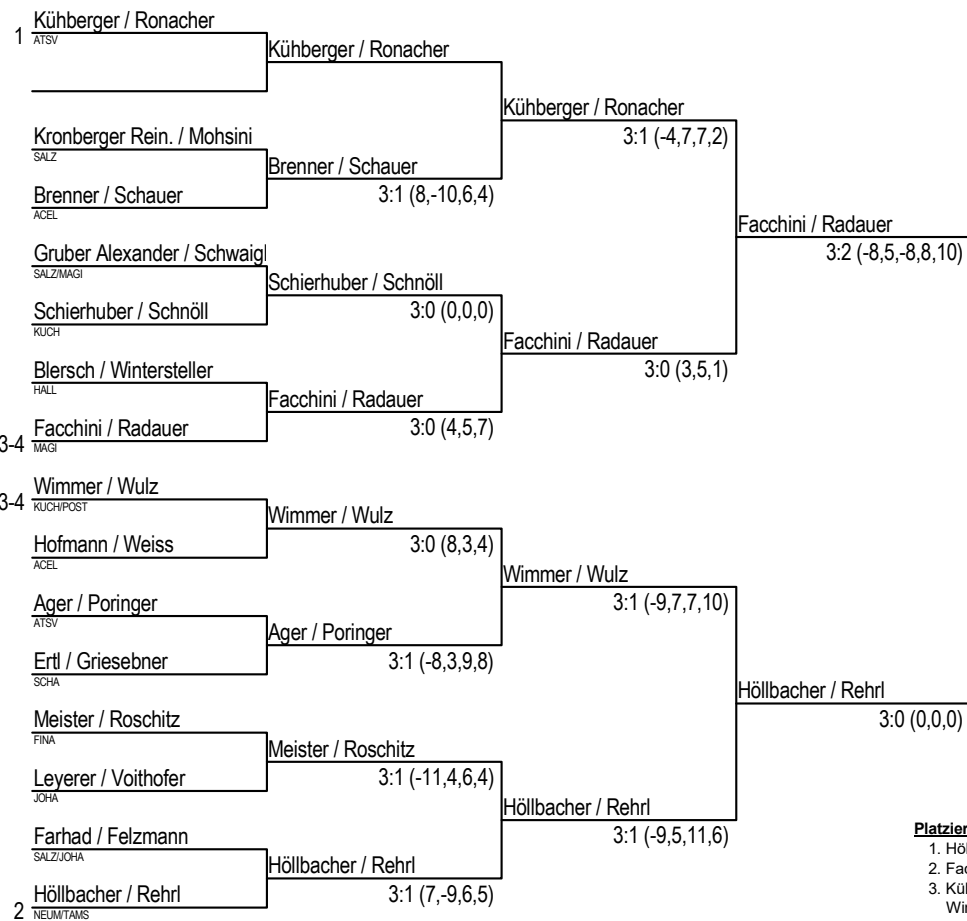 Kühberger / Ronacher
1
ATSV
Kühberger / Ronacher
Kühberger / Ronacher
3:1 (-4,7,7,2)
Kronberger Rein. / Mohsini
SALZ
Brenner / Schauer
3:1 (8,-10,6,4)
Brenner / Schauer
ACEL
Facchini / Radauer
3:2 (-8,5,-8,8,10)
Gruber Alexander / Schwaigl
SALZ/MAGI
Schierhuber / Schnöll
3:0 (0,0,0)
Schierhuber / Schnöll
KUCH
Facchini / Radauer
3:0 (3,5,1)
Blersch / Wintersteller
HALL
Facchini / Radauer
3:0 (4,5,7)
Facchini / Radauer
3-4
MAGI
Wimmer / Wulz
3-4
KUCH/POST
Wimmer / Wulz
3:0 (8,3,4)
Hofmann / Weiss
ACEL
Wimmer / Wulz
3:1 (-9,7,7,10)
Ager / Poringer
ATSV
Ager / Poringer
3:1 (-8,3,9,8)
Ertl / Griesebner
SCHA
Höllbacher / Rehrl
3:0 (0,0,0)
Meister / Roschitz
FINA
Meister / Roschitz
3:1 (-11,4,6,4)
Leyerer / Voithofer
JOHA
Höllbacher / Rehrl
3:1 (-9,5,11,6)
Farhad / Felzmann
SALZ/JOHA
Höllbacher / Rehrl
3:1 (7,-9,6,5)
Höllbacher / Rehrl
2
NEUM/TAMS
Platzier
1. Höl
2. Fac
3. Küh
Wim